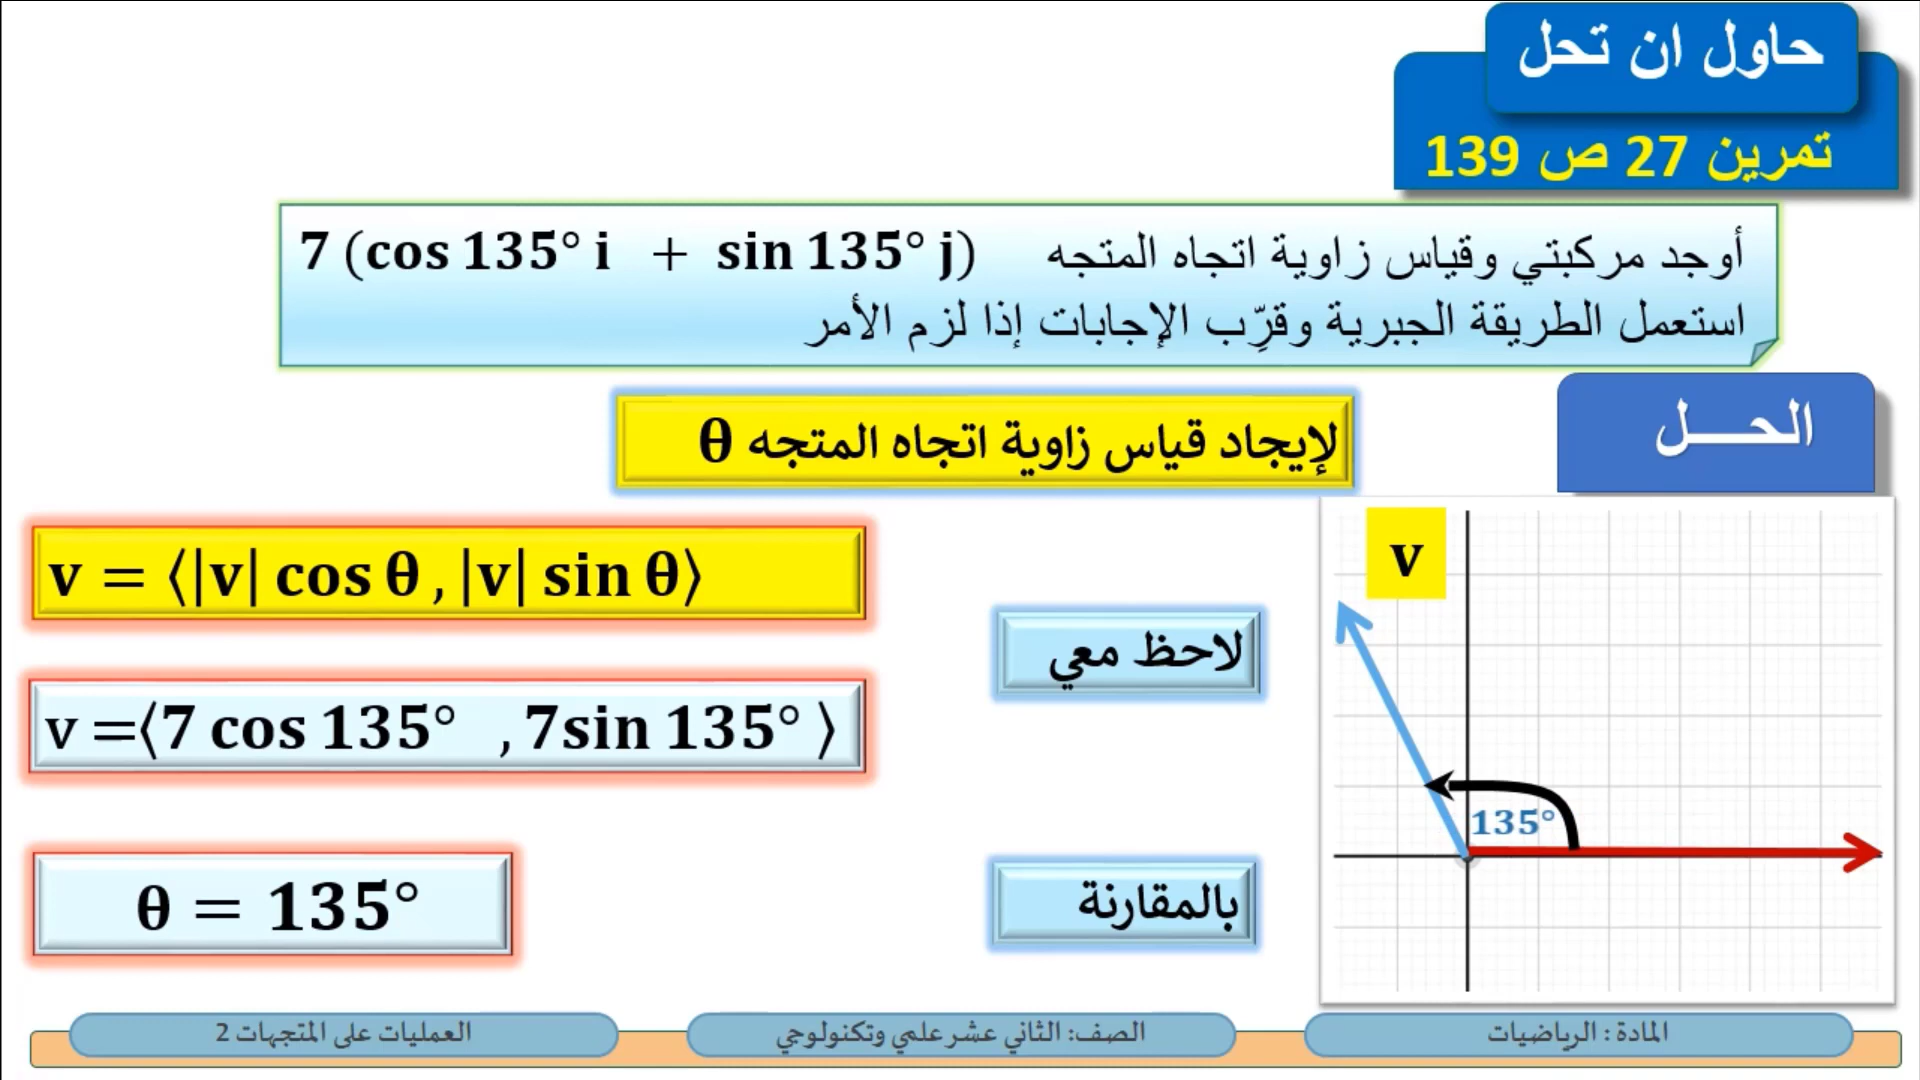 حاول ان تحل
تمرين 27 ص 139
أوجد مركبتي وقياس زاوية اتجاه المتجه 7 (cos 135° i + sin 135° j)
استعمل الطريقة الجبرية وقرِّب الإجابات إذا لزم الأمر
الحـــل
لإيجاد قياس زاوية اتجاه المتجه θ
v = ⟨|v| cos θ , |v| sin θ⟩
v
لاحظ معي
v =⟨7 cos 135° , 7sin 135° ⟩
135°
بالمقارنة
θ = 135°
المادة : الرياضيات
الصف: الثاني عشر علمي وتكنولوجي
العمليات على المتجهات 2